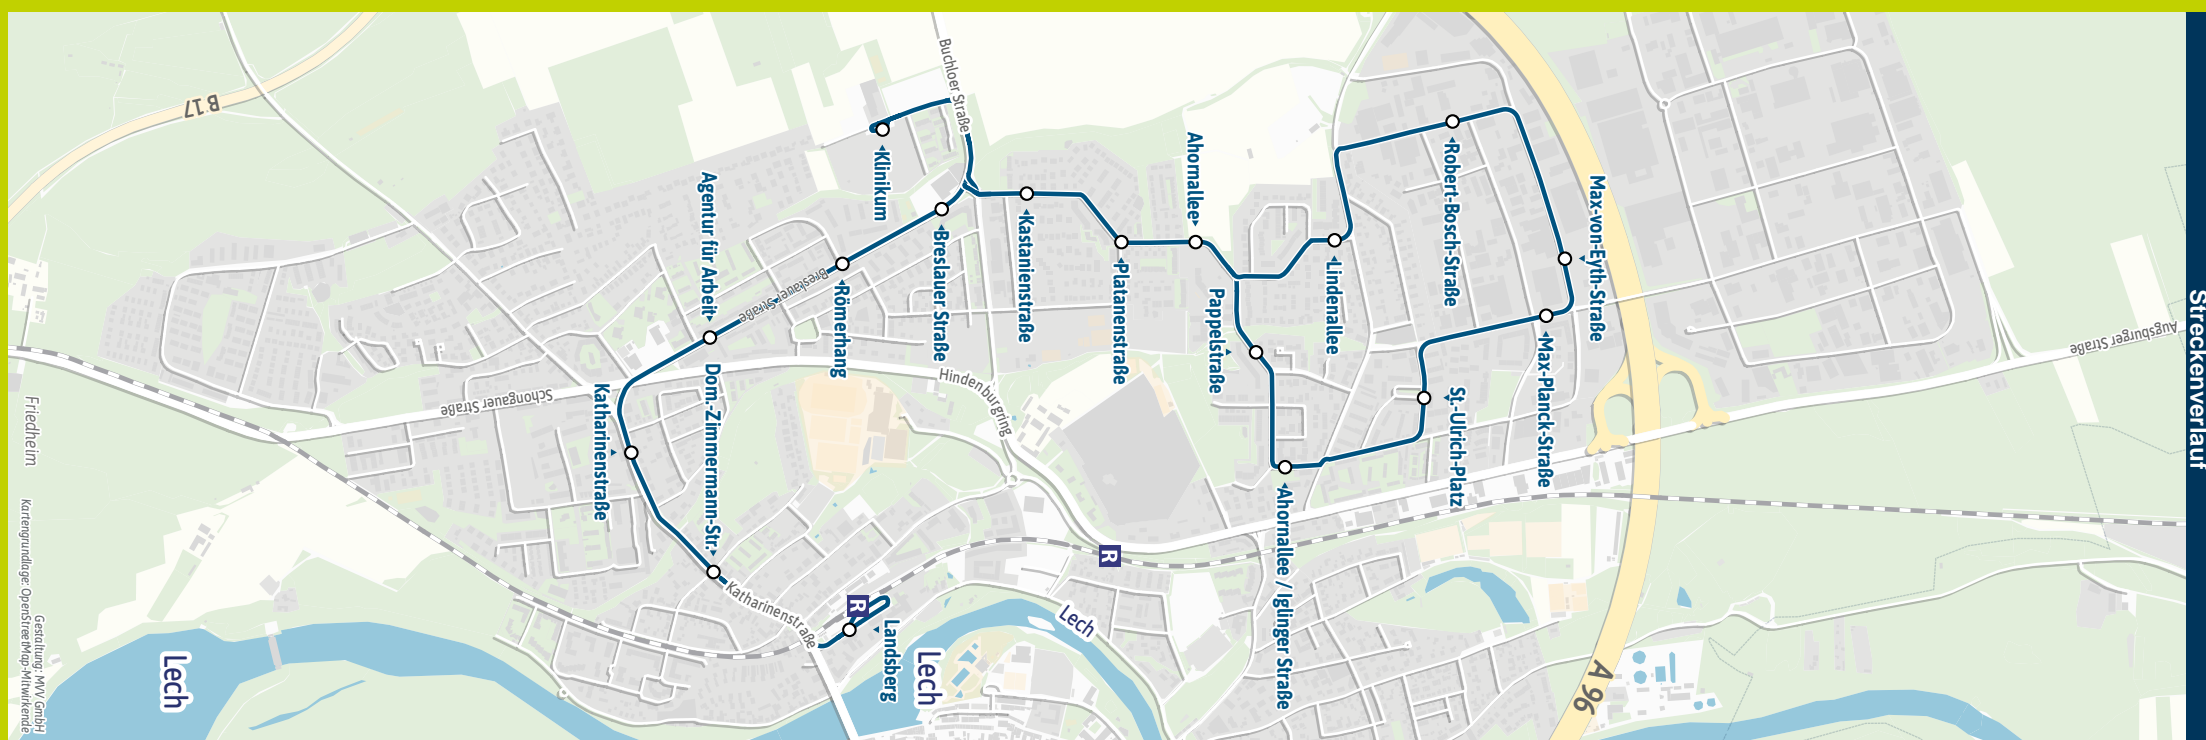 Streckenverlauf
B 17
Buchloer Straße
Klinikum
Ahornallee
Robert-Bosch-Straße
Max-von-Eyth-Straße
Agentur für Arbeit
Breslauer Straße
Kastanienstraße
Platanenstraße
Pappelstraße
Lindenallee
Römerhang
Breslauer Straße
Max-Planck-Straße
Augsburger Straße
Hindenburgring
Schongauer Straße
Katharinenstraße
Dom.-Zimmermann-Str.
St.-Ulrich-Platz
Ahornallee / Iglinger Straße
Friedheim
R
R
Katharinenstraße
Landsberg
Lech
Lech
Lech
A 96
Gestaltung: MVV GmbH
Kartengrundlage: OpenStreetMap-Mitwirkende